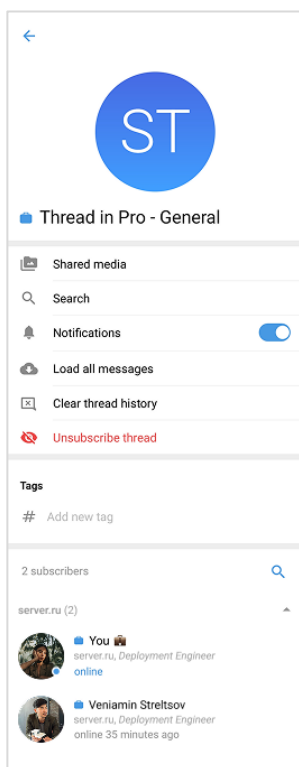 ST
Thread in Pro - General
Shared media
Search
Notifications
Load all messages
Clear thread history
Unsubscribe thread
Tags
# Add new tag
2 subscribers
server.ru (2)
You
server.ru, Deployment Engineer
online
Veniamin Streltsov
server.ru, Deployment Engineer
online 35 minutes ago